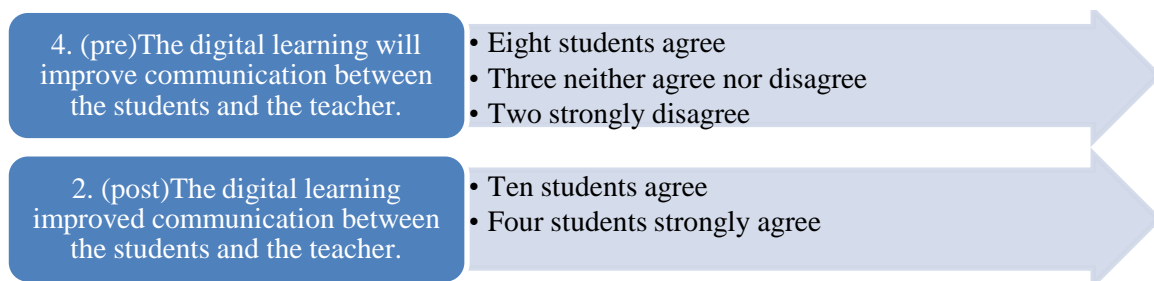 4. (pre)The digital learning will
improve communication between
the students and the teacher.
• Eight students agree
• Three neither agree nor disagree
• Two strongly disagree
2. (post)The digital learning
improved communication between
the students and the teacher.
• Ten students agree
• Four students strongly agree